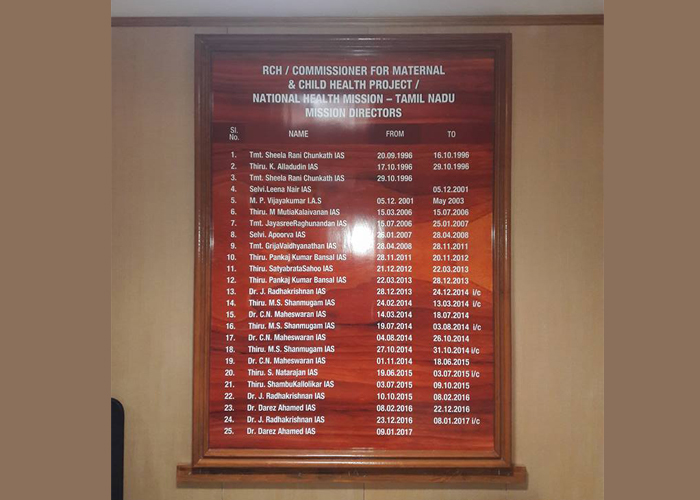 RCH / COMMISSIONER FOR MATERNAL
& CHILD HEALTH PROJECT /
NATIONAL HEALTH MISSION – TAMIL NADU
MISSION DIRECTORS
Sl. No. NAME FROM TO
1. Tmt. Sheela Rani Chunkath IAS 20.09.1996 16.10.1996
2. Thiru. K. Alladudin IAS 17.10.1996 29.10.1996
3. Tmt. Sheela Rani Chunkath IAS 29.10.1996
4. Selvi.Leena Nair IAS 05.12.2001
5. M. P. Vijayakumar I.A.S 05.12. 2001 May 2003
6. Thiru. M MutiaKalaivanan IAS 15.03.2006 15.07.2006
7. Tmt. JayasreeRaghunandan IAS 15.07.2006 25.01.2007
8. Selvi. Apoorva IAS 26.01.2007 28.04.2008
9. Tmt. GrijaVaidhyanathan IAS 28.04.2008 28.11.2011
10. Thiru. Pankaj Kumar Bansal IAS 28.11.2011 20.11.2012
11. Thiru. SatyabrataSahoo IAS 21.12.2012 22.03.2013
12. Thiru. Pankaj Kumar Bansal IAS 22.03.2013 28.12.2013
13. Dr. J. Radhakrishnan IAS 28.12.2013 24.12.2014 i/c
14. Thiru. M.S. Shanmugam IAS 24.02.2014 13.03.2014 i/c
15. Dr. C.N. Maheswaran IAS 14.03.2014 18.07.2014
16. Thiru. M.S. Shanmugam IAS 19.07.2014 03.08.2014 i/c
17. Dr. C.N. Maheswaran IAS 04.08.2014 26.10.2014
18. Thiru. M.S. Shanmugam IAS 27.10.2014 31.10.2014 i/c
19. Dr. C.N. Maheswaran IAS 01.11.2014 18.06.2015
20. Thiru. S. Natarajan IAS 19.06.2015 03.07.2015 i/c
21. Thiru. ShambuKallolikar IAS 03.07.2015 09.10.2015
22. Dr. J. Radhakrishnan IAS 10.10.2015 08.02.2016
23. Dr. Darez Ahamed IAS 08.02.2016 22.12.2016
24. Dr. J. Radhakrishnan IAS 23.12.2016 08.01.2017 i/c
25. Dr. Darez Ahamed IAS 09.01.2017